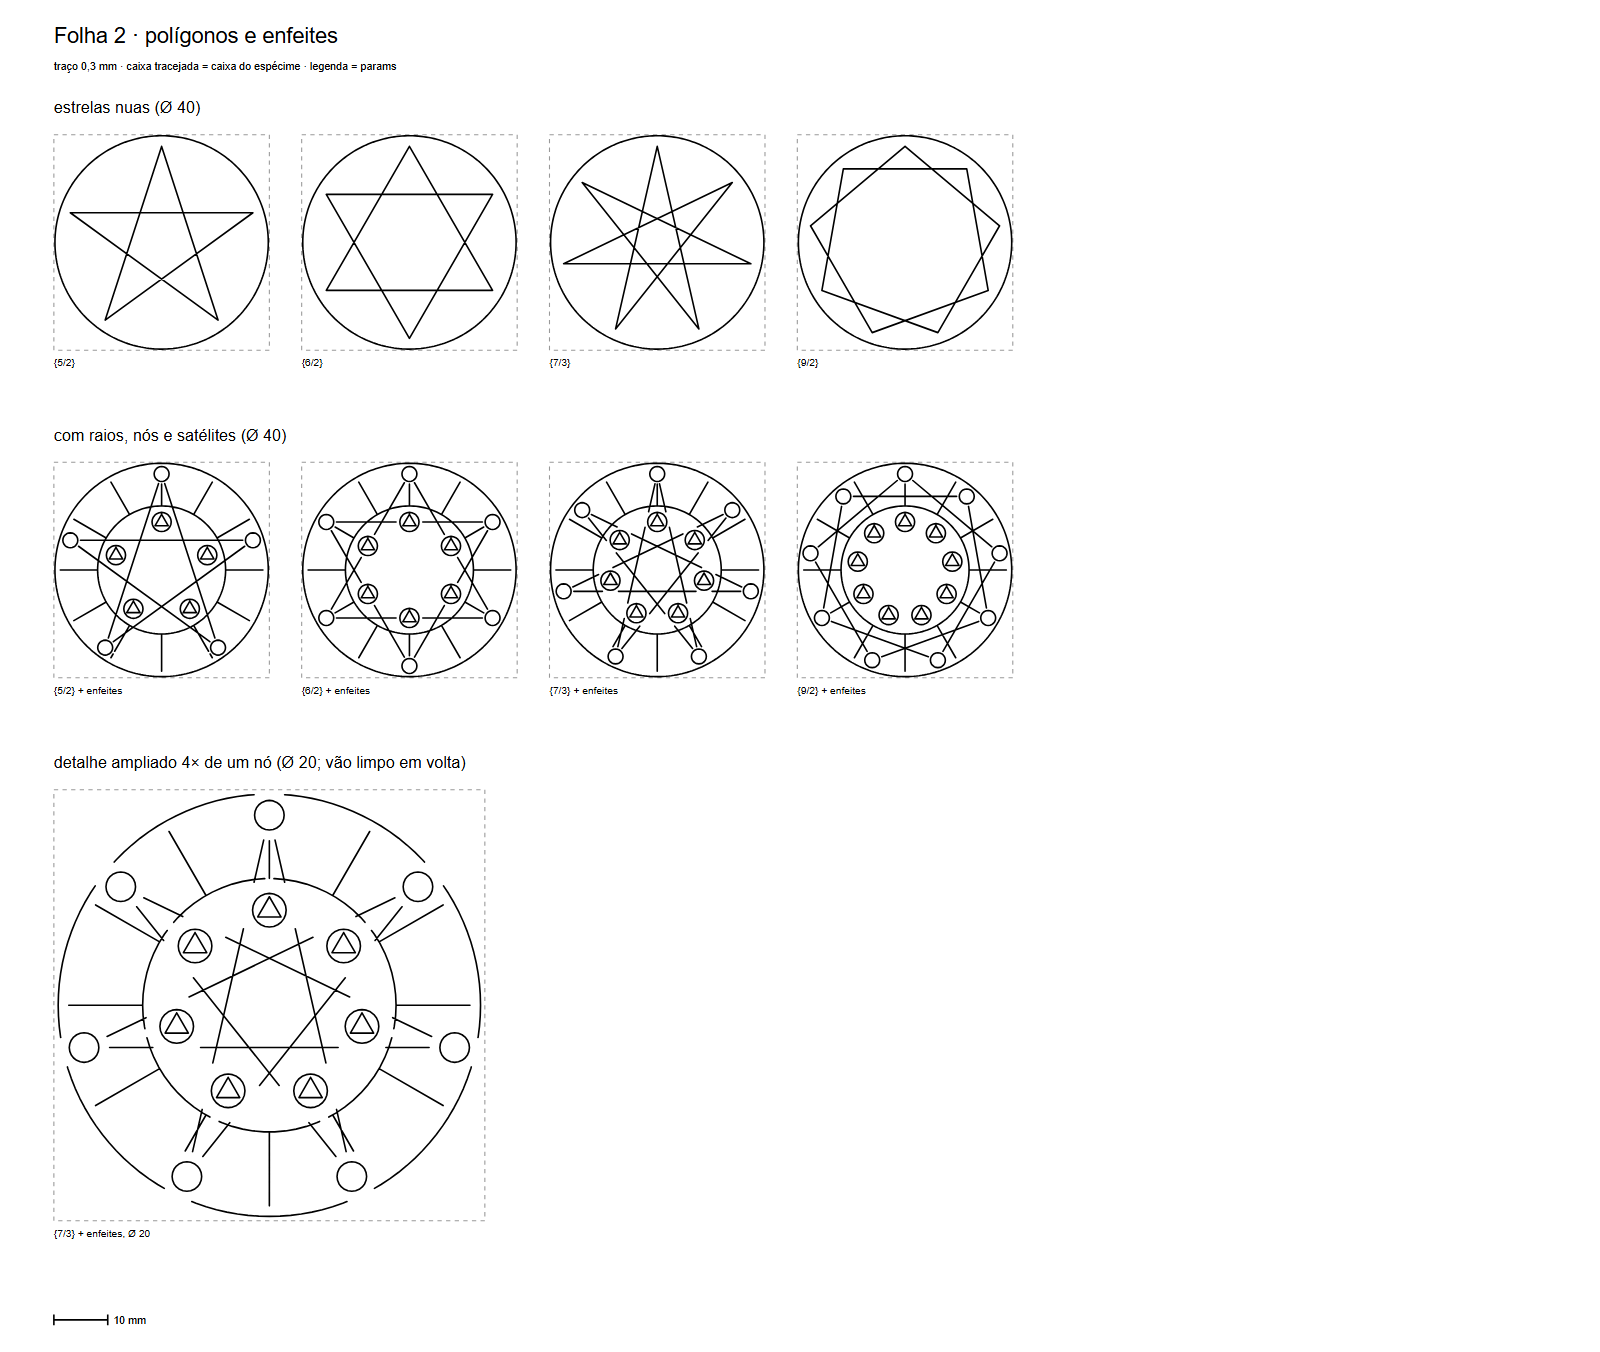 Folha 2 · polígonos e enfeites
traço 0,3 mm · caixa tracejada = caixa do espécime · legenda = params
estrelas nuas (Ø 40)
{5/2}
{6/2}
{7/3}
{9/2}
com raios, nós e satélites (Ø 40)
{5/2} + enfeites
{6/2} + enfeites
{7/3} + enfeites
{9/2} + enfeites
detalhe ampliado 4× de um nó (Ø 20; vão limpo em volta)
{7/3} + enfeites, Ø 20
10 mm